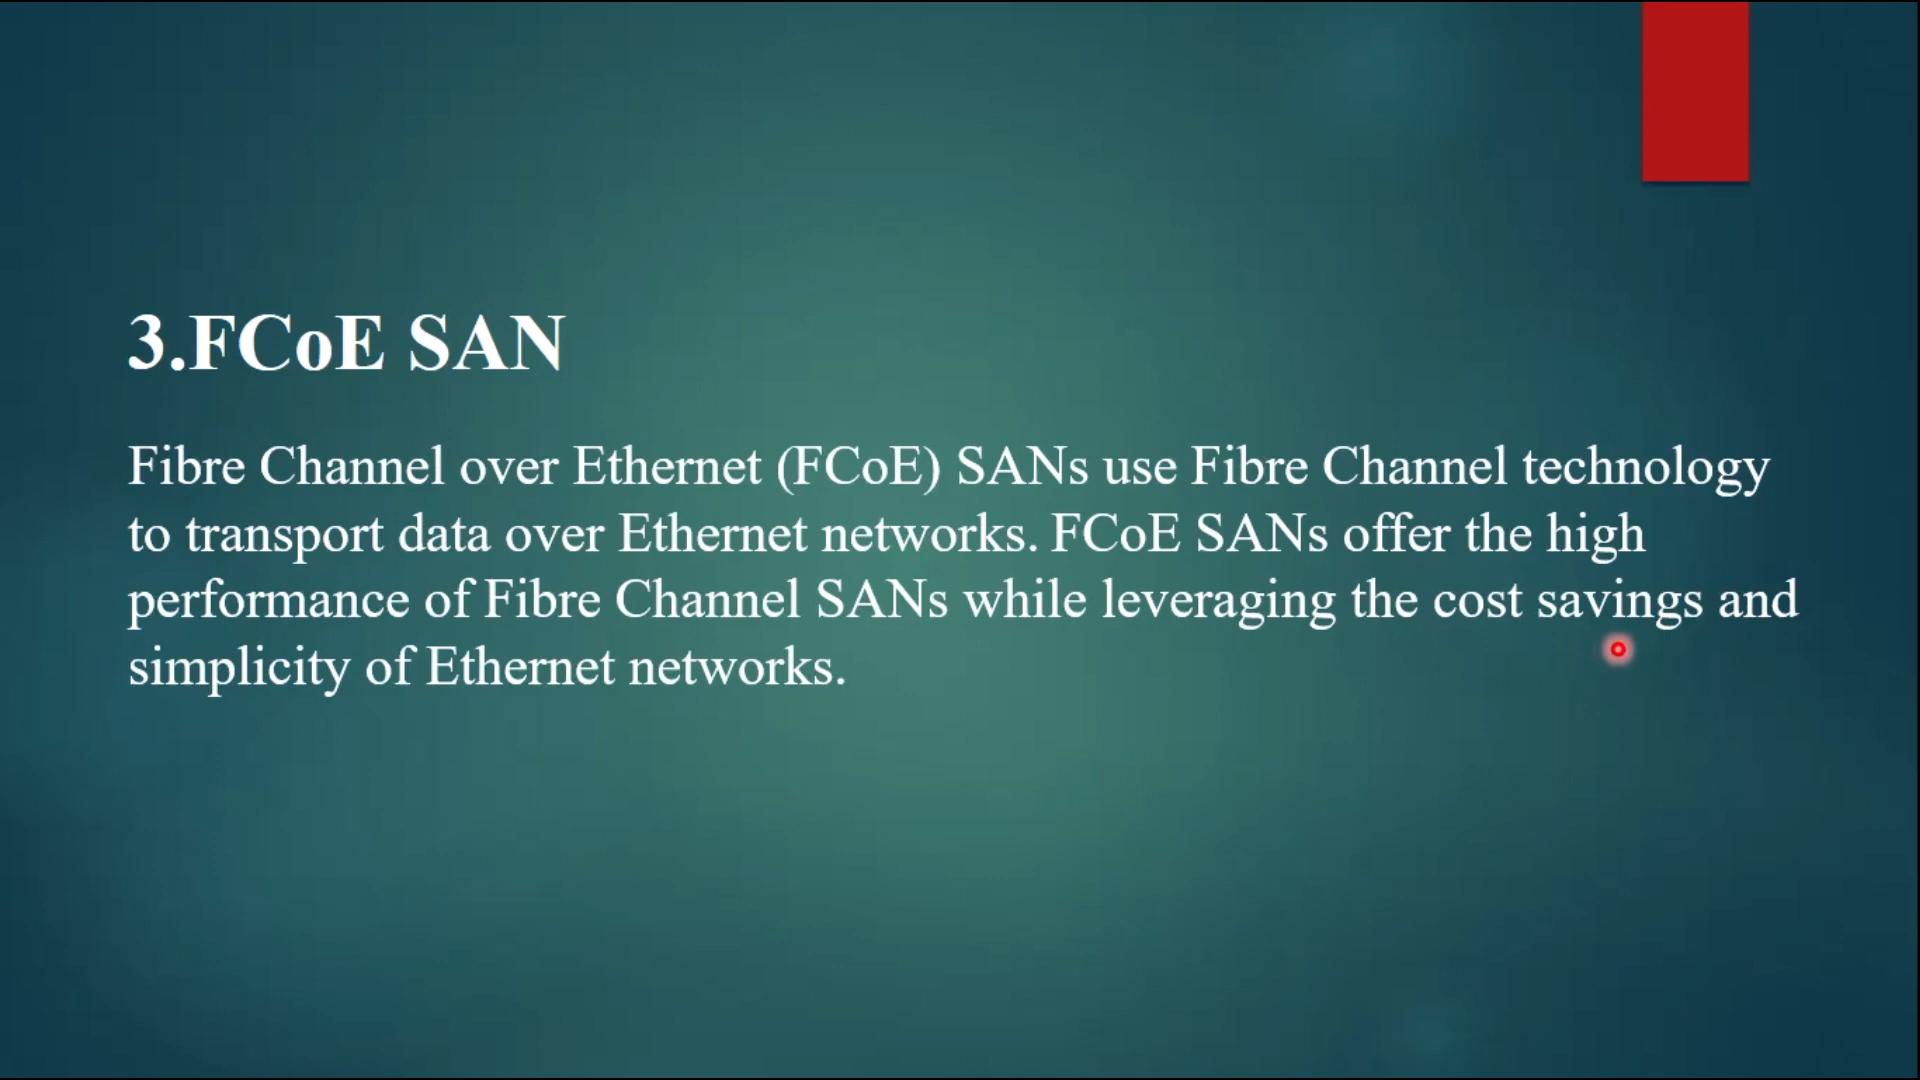 3.FCoE SAN
Fibre Channel over Ethernet (FCoE) SANs use Fibre Channel technology
to transport data over Ethernet networks. FCoE SANs offer the high
performance of Fibre Channel SANs while leveraging the cost savings and
simplicity of Ethernet networks.